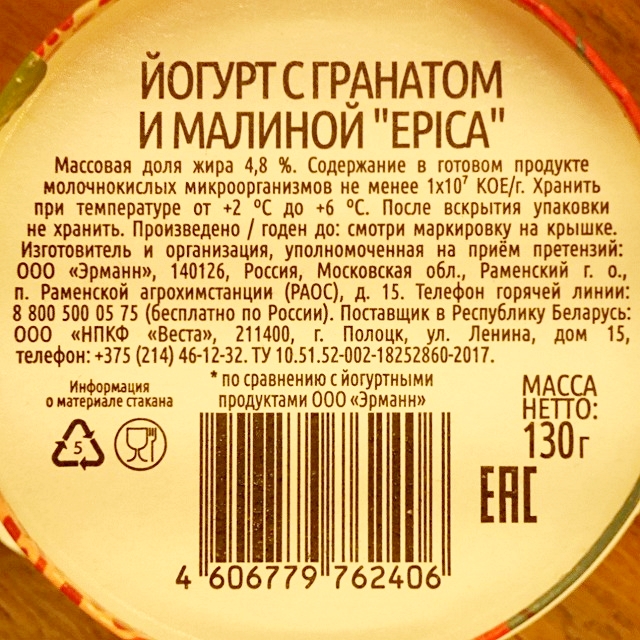 ЙОГУРТ С ГРАНАТОМ
И МАЛИНОЙ "EPICA"
Массовая доля жира 4,8 %. Содержание в готовом продукте
молочнокислых микроорганизмов не менее 1х10⁷ КОЕ/г. Хранить
при температуре от +2 ºС до +6 ºС. После вскрытия упаковки
не хранить. Произведено / годен до: смотри маркировку на крышке.
Изготовитель и организация, уполномоченная на приём претензий:
ООО «Эрманн», 140126, Россия, Московская обл., Раменский г. о.,
п. Раменской агрохимстанции (РАОС), д. 15. Телефон горячей линии:
8 800 500 05 75 (бесплатно по России). Поставщик в Республику Беларусь:
ООО «НПКФ «Веста», 211400, г. Полоцк, ул. Ленина, дом 15,
телефон: +375 (214) 46-12-32. ТУ 10.51.52-002-18252860-2017.
Информация
о материале стакана
* по сравнению с йогуртными
продуктами ООО «Эрманн»
МАССА
НЕТТО:
130 г
5
EAC
4 606779 762406